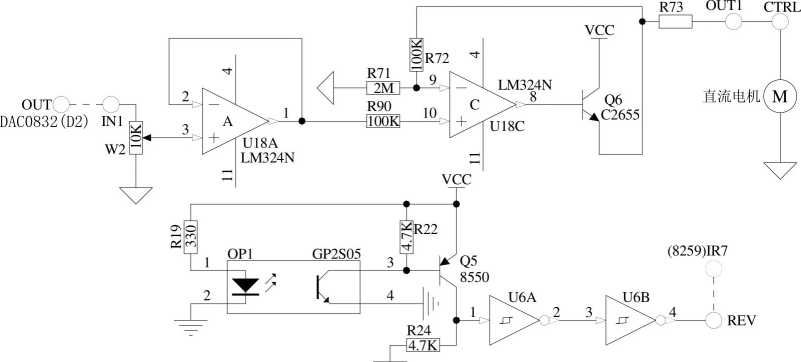 R73
OUT1
CTRL
VCC
100K
R72
4
4
R71
2M
9
LM324N
8
Q6
C2655
直流电机
M
OUT
DAC0832(D2)
IN1
10K
W2
2
3
A
1
R90
100K
10
C
U18C
U18A
LM324N
11
11
VCC
R19
330
R22
4.7K
OP1
GP2S05
1
2
3
4
Q5
8550
(8259)IR7
U6A
U6B
1
2
3
4
REV
R24
4.7K